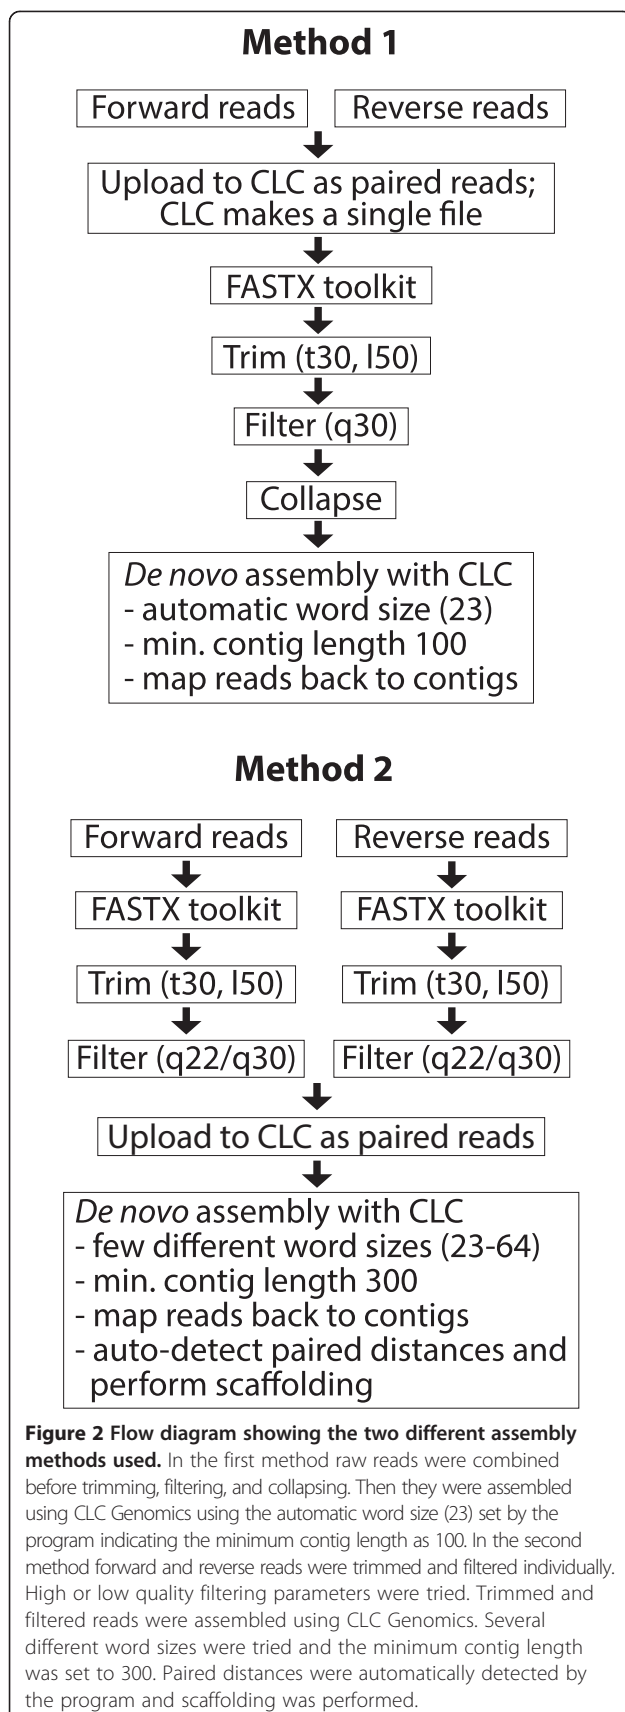 Method 1
Forward reads
Reverse reads
Upload to CLC as paired reads;
CLC makes a single file
FASTX toolkit
Trim (t30, l50)
Filter (q30)
Collapse
De novo assembly with CLC
- automatic word size (23)
- min. contig length 100
- map reads back to contigs
Method 2
Forward reads
Reverse reads
FASTX toolkit
FASTX toolkit
Trim (t30, l50)
Trim (t30, l50)
Filter (q22/q30)
Filter (q22/q30)
Upload to CLC as paired reads
De novo assembly with CLC
- few different word sizes (23-64)
- min. contig length 300
- map reads back to contigs
- auto-detect paired distances and
perform scaffolding
Figure 2 Flow diagram showing the two different assembly
methods used. In the first method raw reads were combined
before trimming, filtering, and collapsing. Then they were assembled
using CLC Genomics using the automatic word size (23) set by the
program indicating the minimum contig length as 100. In the second
method forward and reverse reads were trimmed and filtered individually.
High or low quality filtering parameters were tried. Trimmed and
filtered reads were assembled using CLC Genomics. Several
different word sizes were tried and the minimum contig length
was set to 300. Paired distances were automatically detected by
the program and scaffolding was performed.